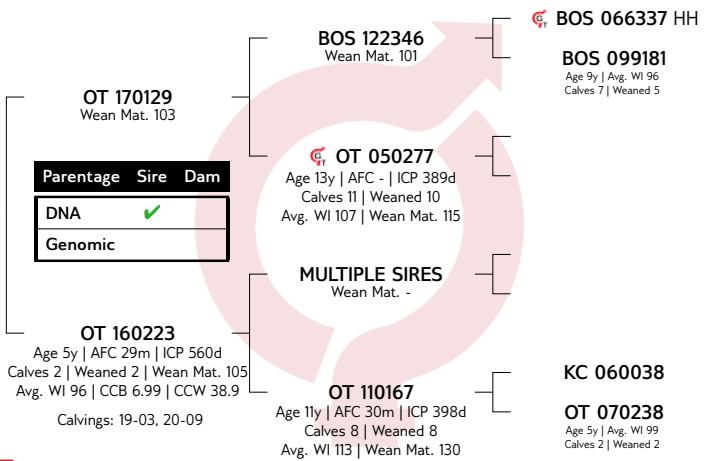 BOS 066337 HH
BOS 122346
Wean Mat. 101
BOS 099181
Age 9y | Avg. WI 96
Calves 7 | Weaned 5
OT 170129
Wean Mat. 103
OT 050277
Age 13y | AFC - | ICP 389d
Calves 11 | Weaned 10
Avg. WI 107 | Wean Mat. 115
Parentage Sire Dam
DNA ✔
Genomic
MULTIPLE SIRES
Wean Mat. -
OT 160223
Age 5y | AFC 29m | ICP 560d
Calves 2 | Weaned 2 | Wean Mat. 105
Avg. WI 96 | CCB 6.99 | CCW 38.9
Calvings: 19-03, 20-09
KC 060038
OT 110167
Age 11y | AFC 30m | ICP 398d
Calves 8 | Weaned 8
Avg. WI 113 | Wean Mat. 130
OT 070238
Age 5y | Avg. WI 99
Calves 2 | Weaned 2